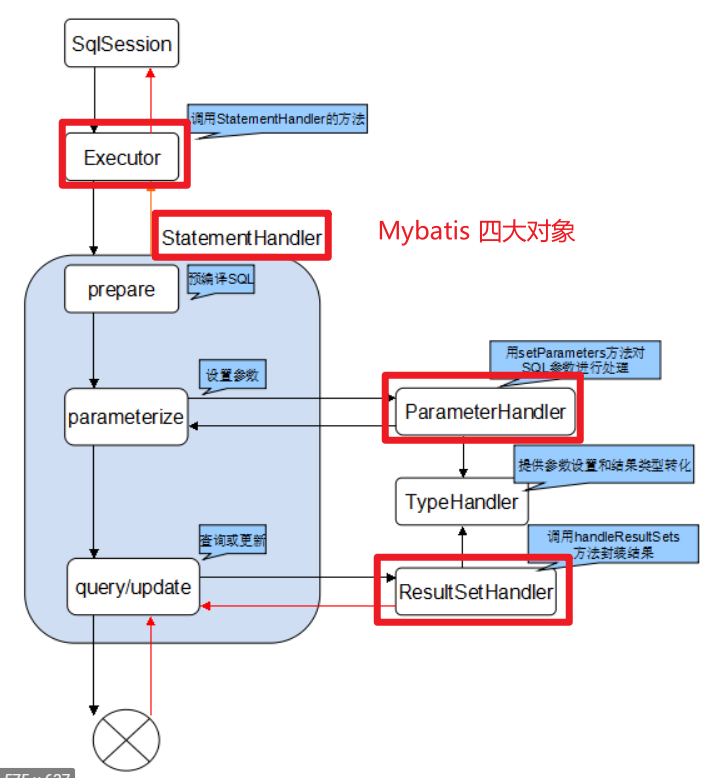 SqlSession
调用StatementHandler的方法
Executor
StatementHandler
Mybatis 四大对象
prepare
预编译SQL
用setParameters方法对
SQL参数进行处理
设置参数
parameterize
ParameterHandler
提供参数设置和结果类型转化
TypeHandler
查询或更新
调用handleResultSets
方法封装结果
query/update
ResultSetHandler